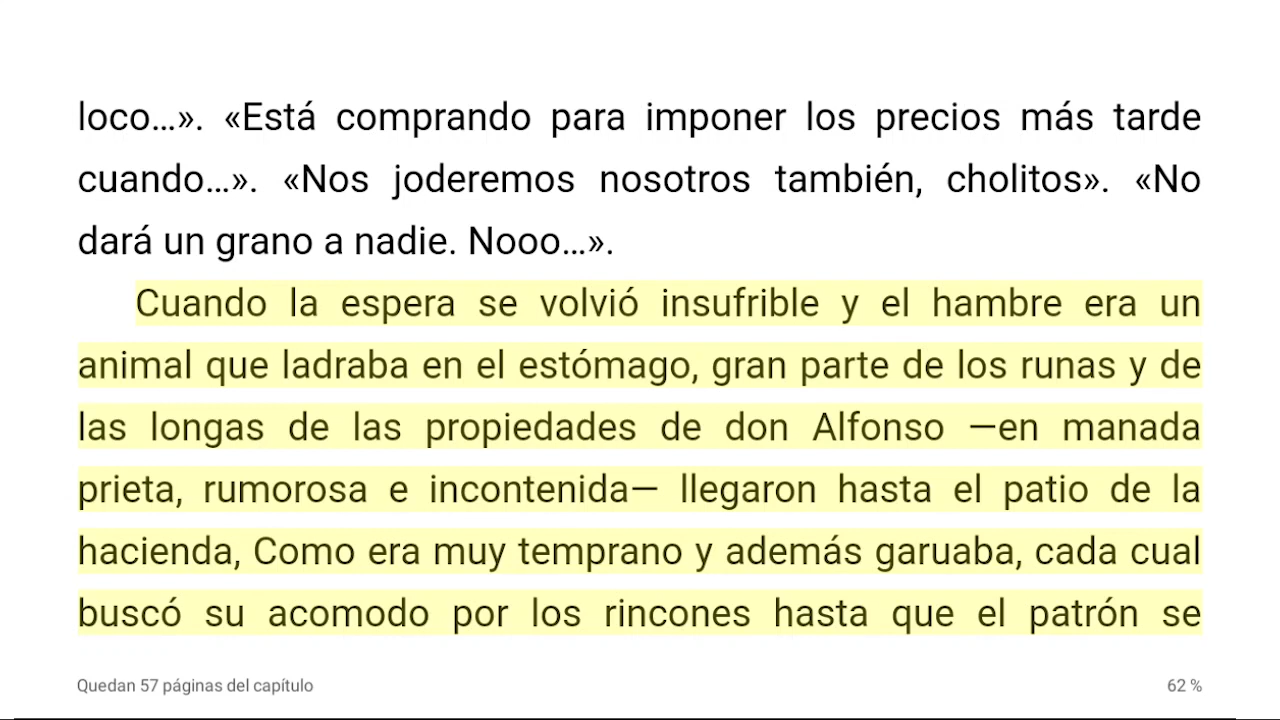 loco…». «Está comprando para imponer los precios más tarde
cuando…». «Nos joderemos nosotros también, cholitos». «No
dará un grano a nadie. Nooo…».
Cuando la espera se volvió insufrible y el hambre era un
animal que ladraba en el estómago, gran parte de los runas y de
las longas de las propiedades de don Alfonso —en manada
prieta, rumorosa e incontenida— llegaron hasta el patio de la
hacienda, Como era muy temprano y además garuaba, cada cual
buscó su acomodo por los rincones hasta que el patrón se
Quedan 57 páginas del capítulo
62 %